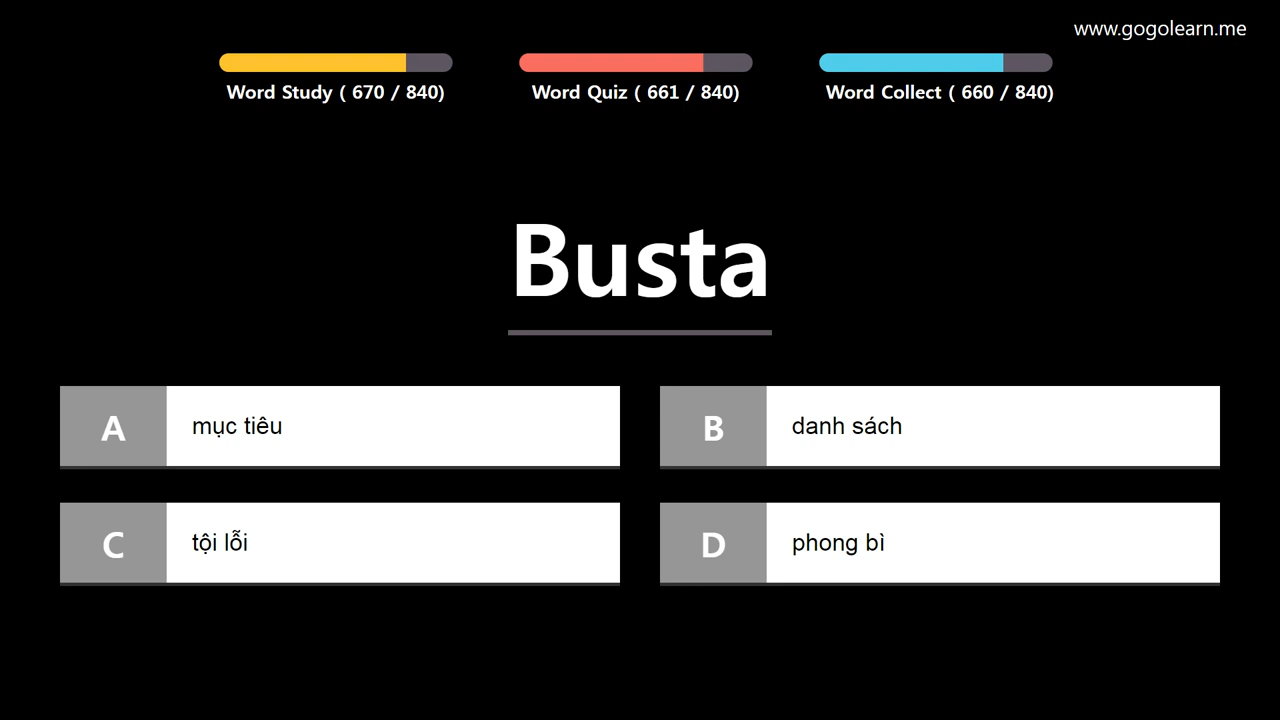 www.gogolearn.me
Word Study ( 670 / 840)
Word Quiz ( 661 / 840)
Word Collect ( 660 / 840)
Busta
A mục tiêu
B danh sách
C tội lỗi
D phong bì